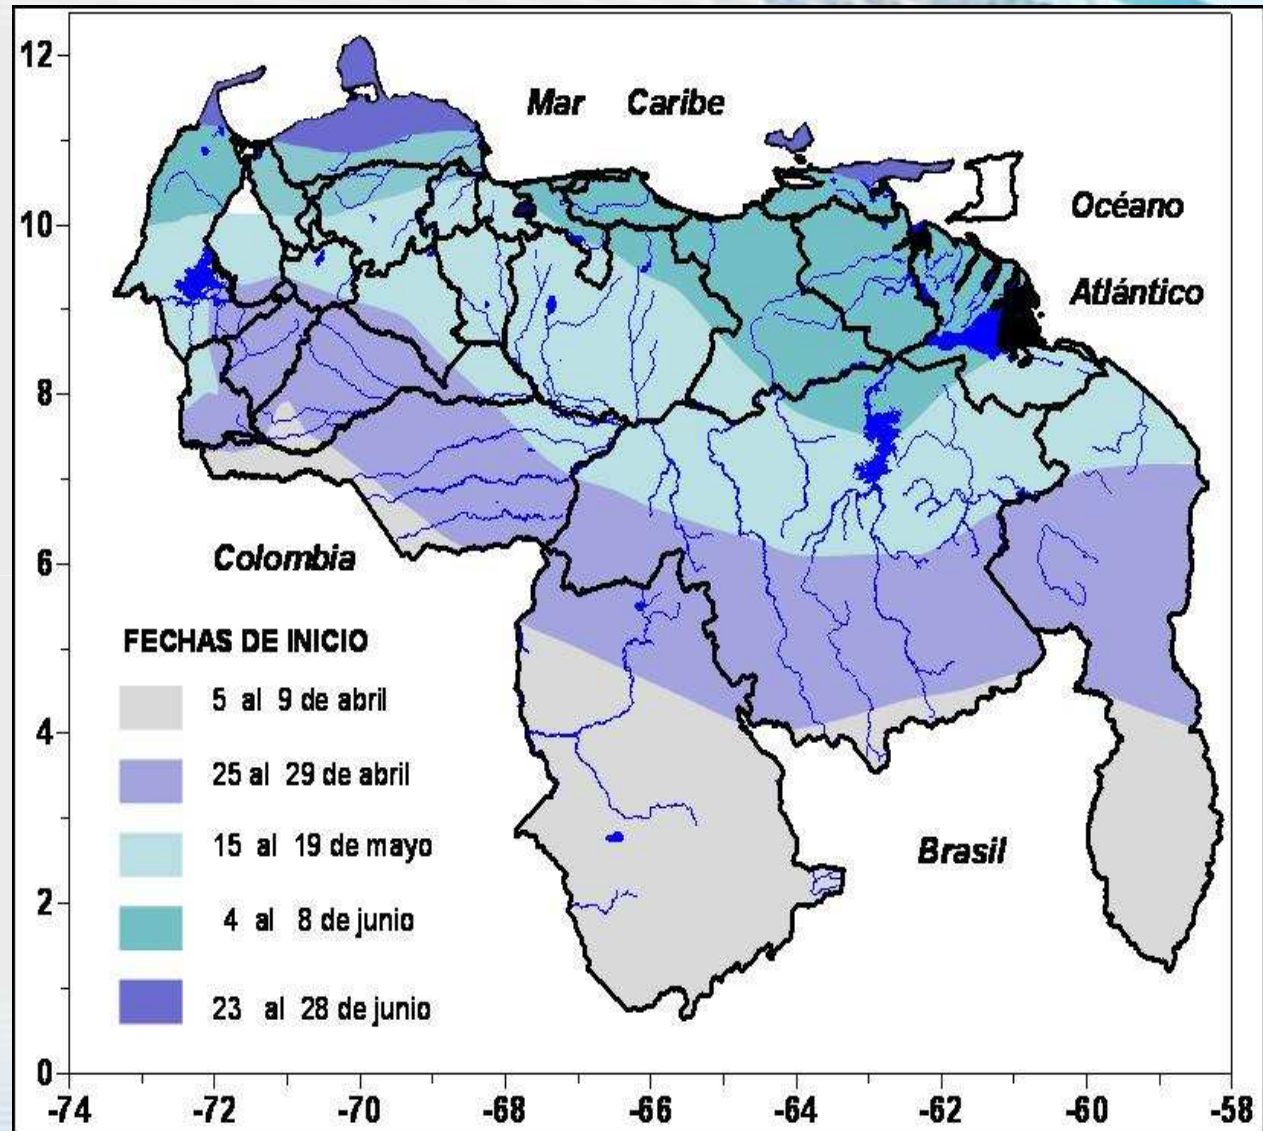 12
10
8
6
4
2
0
Mar Caribe
Océano
Atlántico
Colombia
Brasil
FECHAS DE INICIO
5 al 9 de abril
25 al 29 de abril
15 al 19 de mayo
4 al 8 de junio
23 al 28 de junio
-74 -72 -70 -68 -66 -64 -62 -60 -58